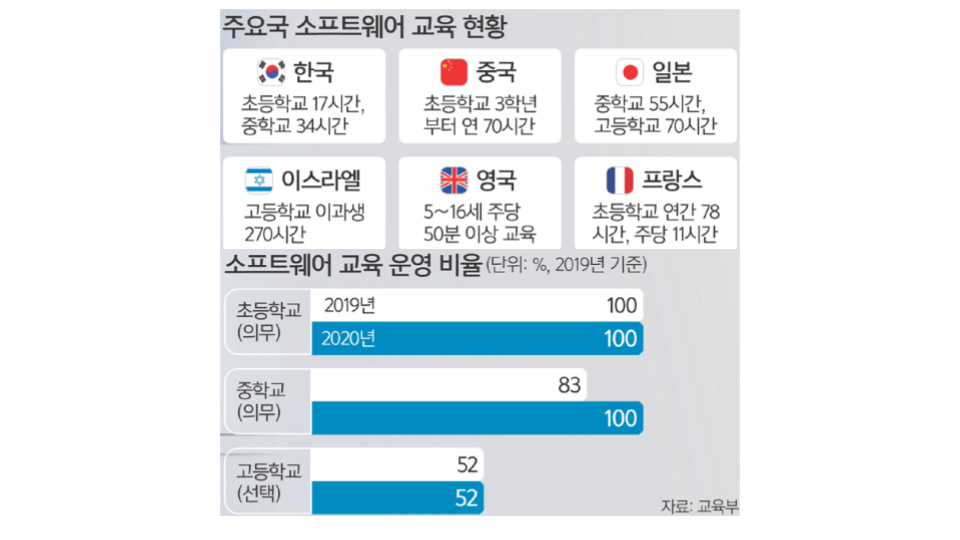 주요국 소프트웨어 교육 현황
한국
초등학교 17시간,
중학교 34시간
중국
초등학교 3학년
부터 연 70시간
일본
중학교 55시간,
고등학교 70시간
이스라엘
고등학교 이과생
270시간
영국
5~16세 주당
50분 이상 교육
프랑스
초등학교 연간 78
시간, 주당 11시간
소프트웨어 교육 운영 비율 (단위: %, 2019년 기준)
초등학교
(의무)
2019년 100
2020년 100
중학교
(의무)
83
100
고등학교
(선택)
52
52
자료: 교육부